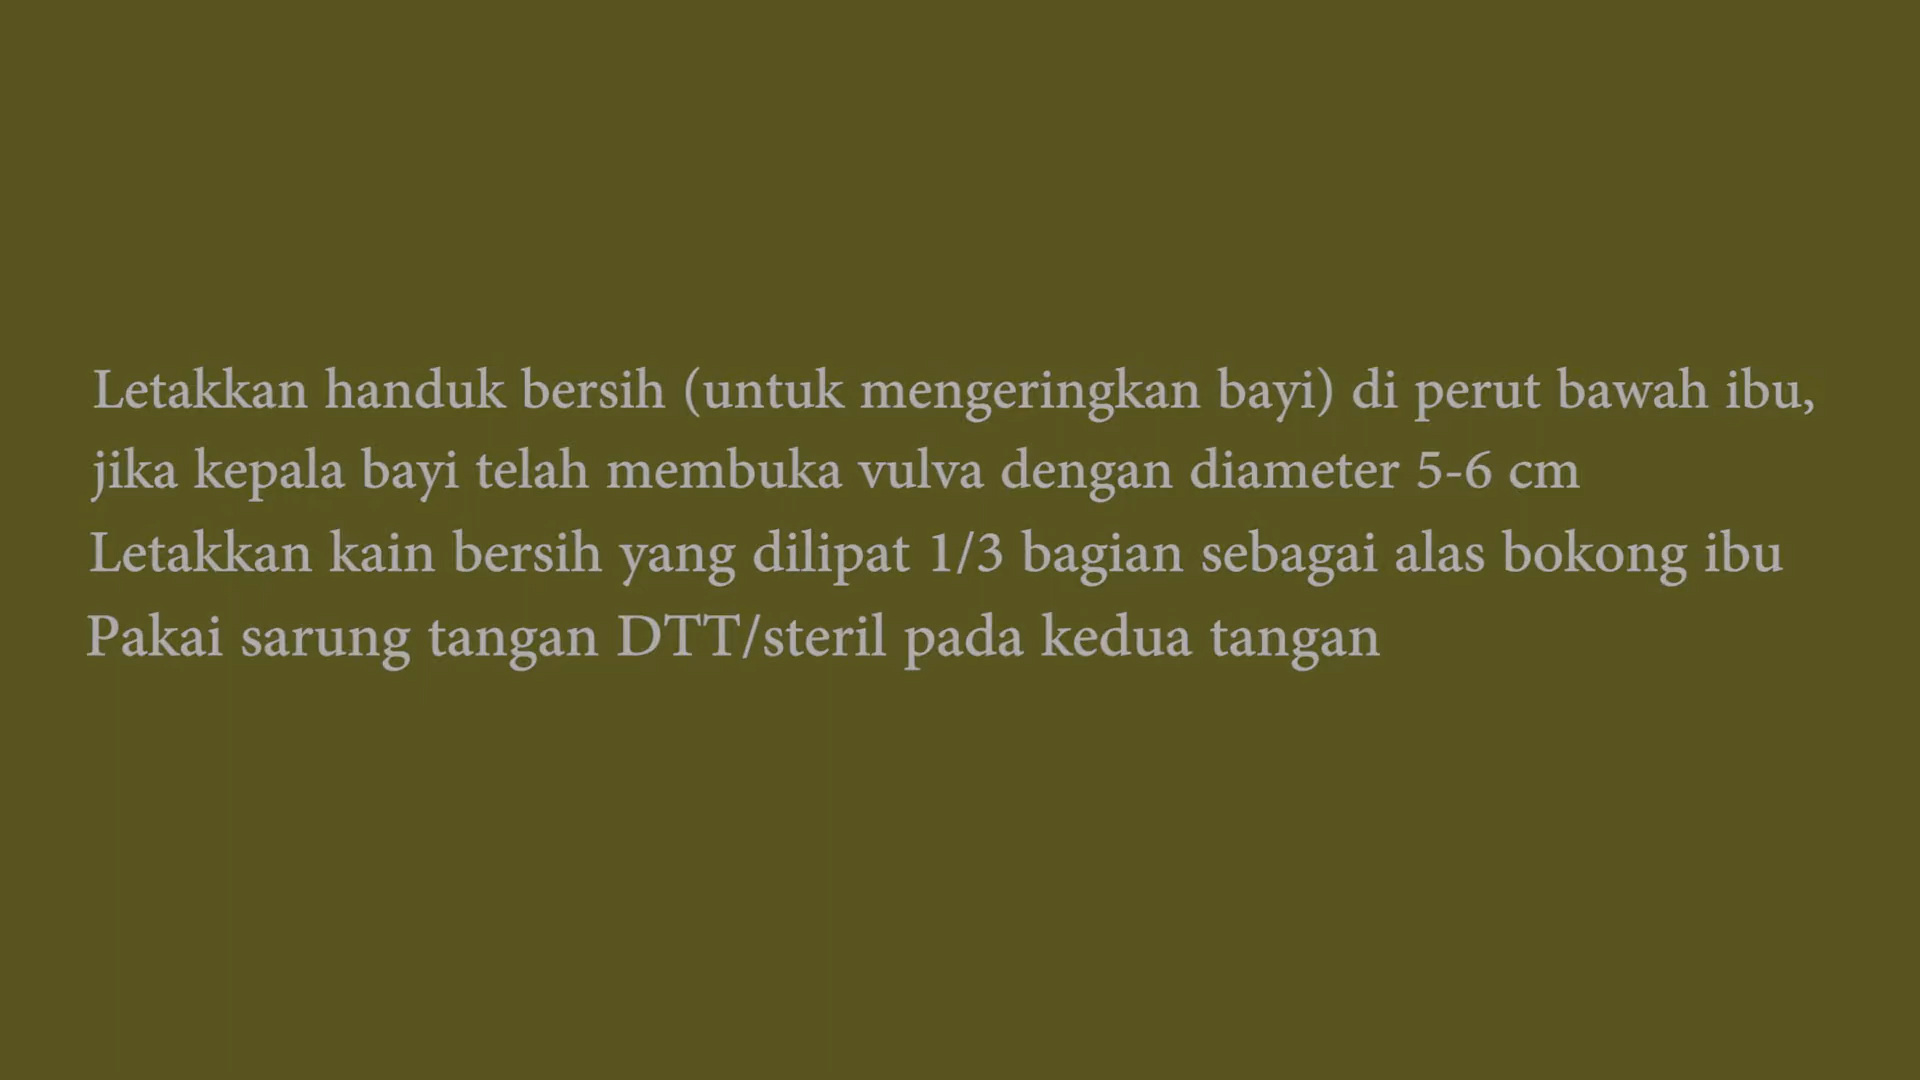 Letakkan handuk bersih (untuk mengeringkan bayi) di perut bawah ibu,
jika kepala bayi telah membuka vulva dengan diameter 5-6 cm
Letakkan kain bersih yang dilipat 1/3 bagian sebagai alas bokong ibu
Pakai sarung tangan DTT/steril pada kedua tangan